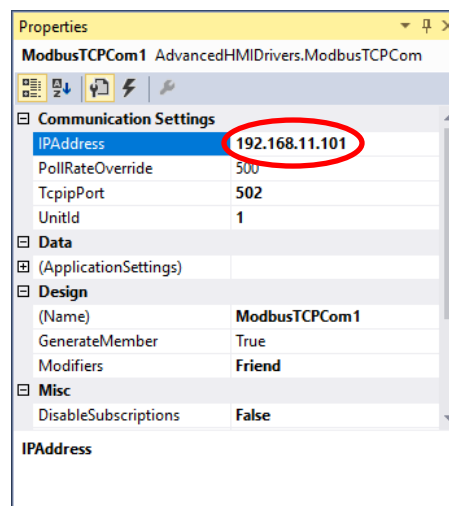 Properties
ModbusTCPCom1 AdvancedHMIDrivers.ModbusTCPCom
Communication Settings
IPAddress 192.168.11.101
PollRateOverride 500
TcpipPort 502
UnitId 1
Data
(ApplicationSettings)
Design
(Name) ModbusTCPCom1
GenerateMember True
Modifiers Friend
Misc
DisableSubscriptions False
IPAddress